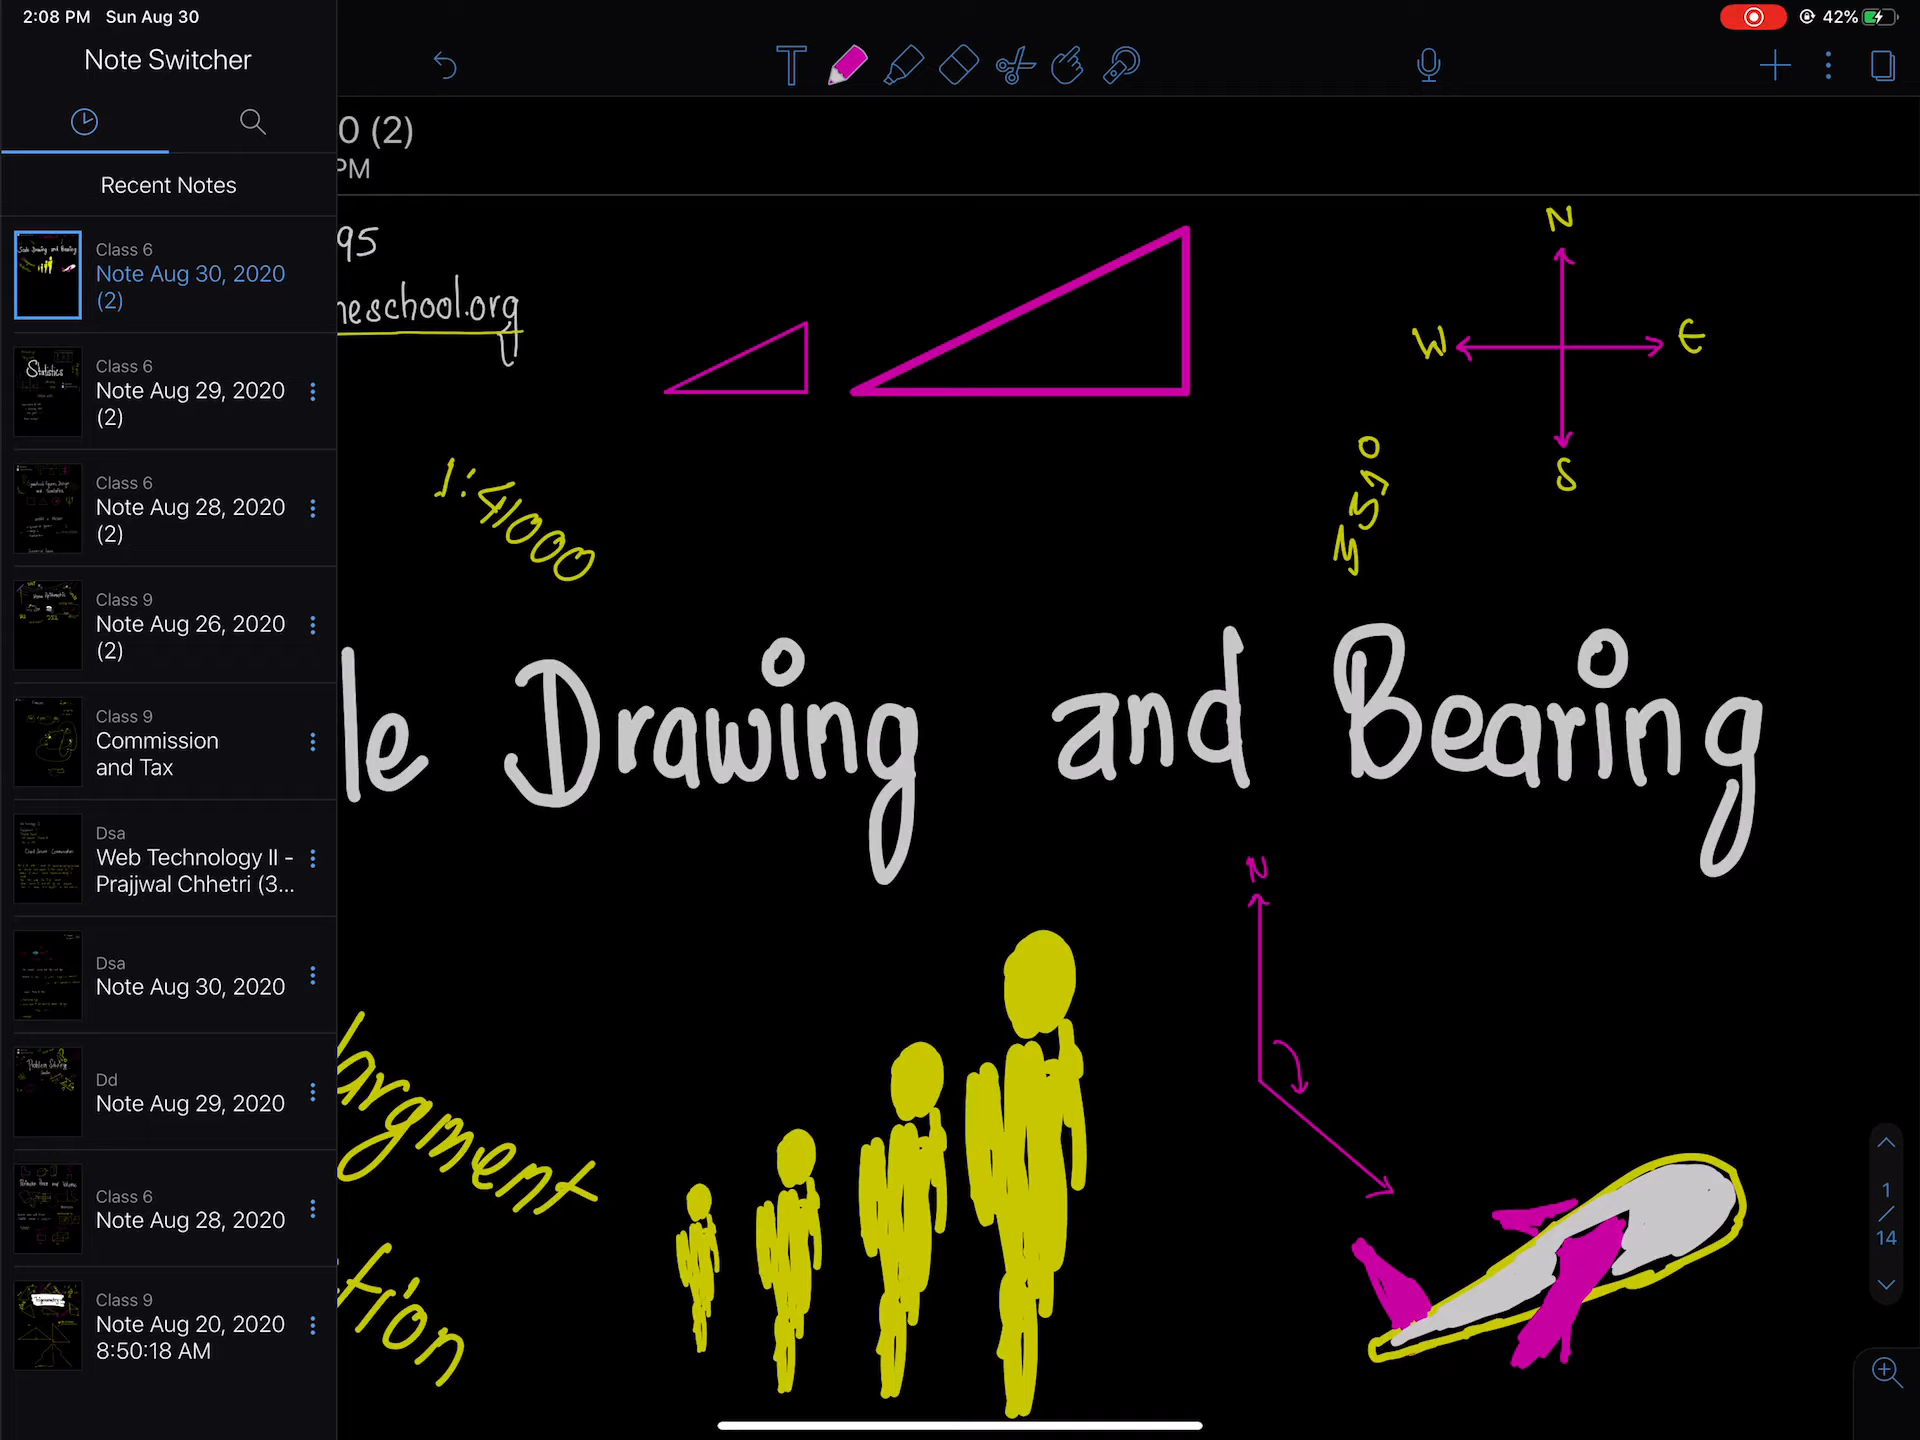 2:08 PM Sun Aug 30
42%
Note Switcher
Recent Notes
Class 6
Note Aug 30, 2020
(2)
Class 6
Note Aug 29, 2020
(2)
Class 6
Note Aug 28, 2020
(2)
Class 9
Note Aug 26, 2020
(2)
Class 9
Commission
and Tax
Dsa
Web Technology II -
Prajjwal Chhetri (3...
Dsa
Note Aug 30, 2020
Dd
Note Aug 29, 2020
Class 6
Note Aug 28, 2020
Class 9
Note Aug 20, 2020
8:50:18 AM
Statistics
T
0 (2)
PM
95
neschool.org
N
W
E
S
1:41000
le Drawing and Bearing
N
largment
tion
1
/
14